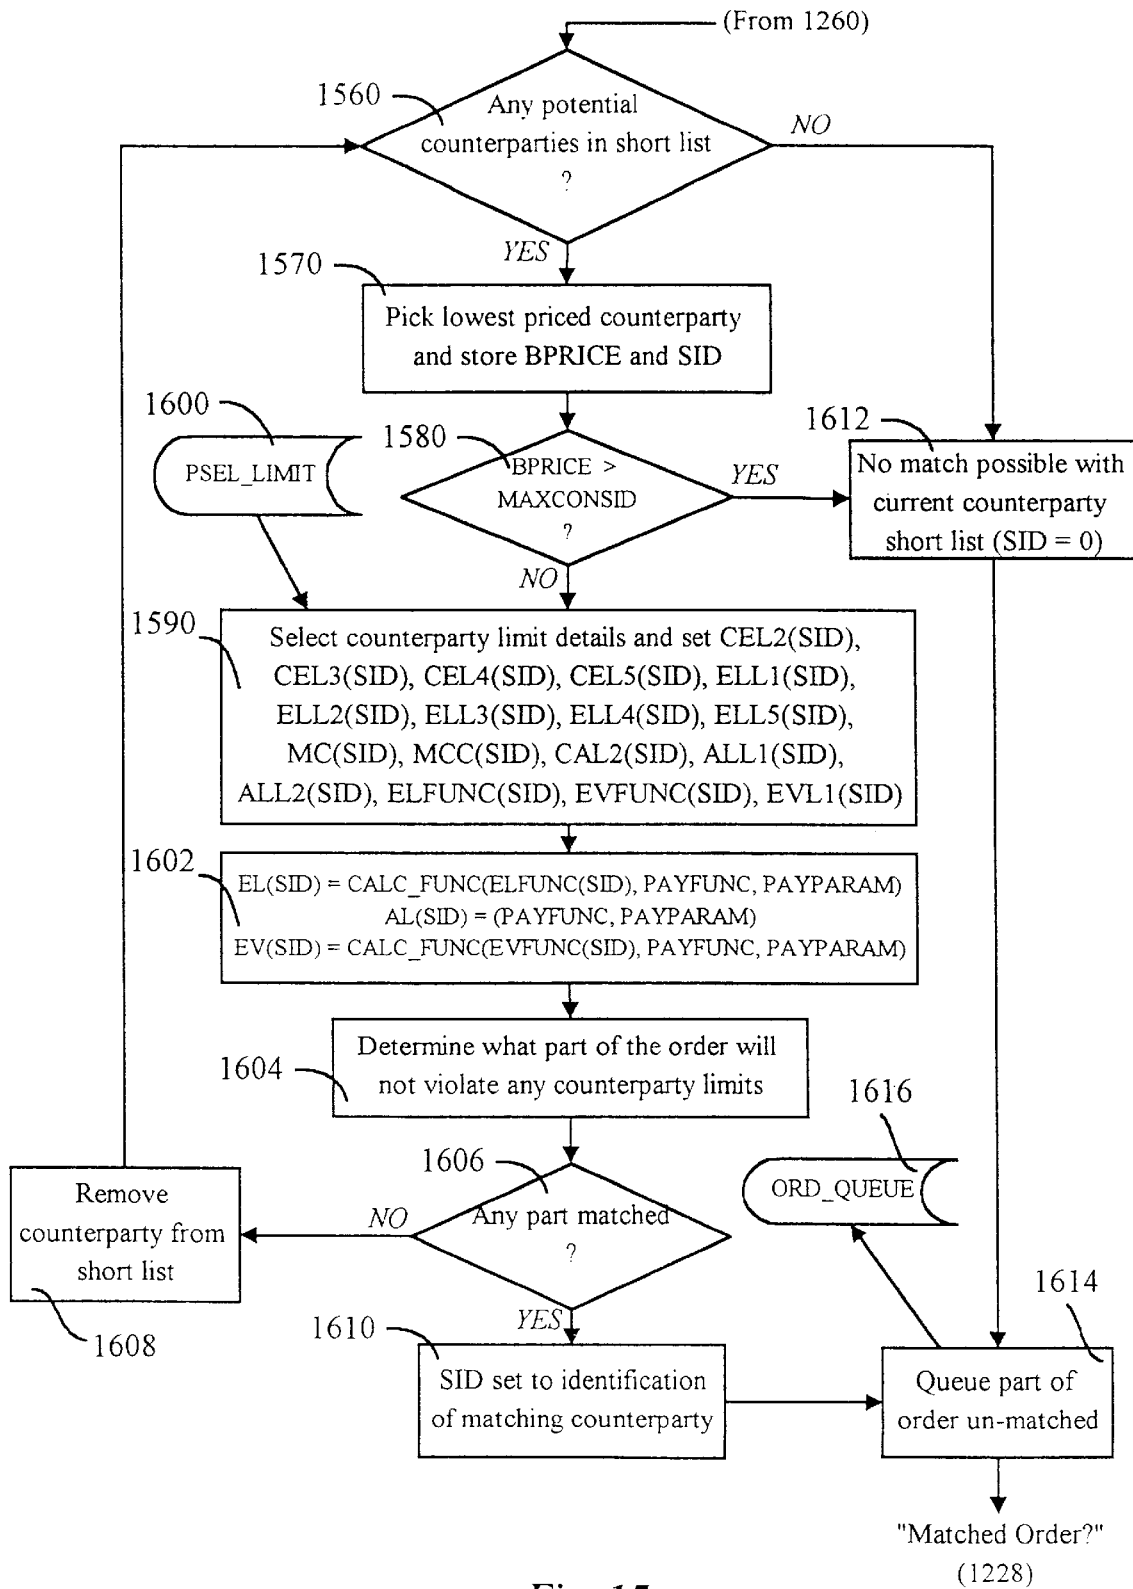 (From 1260)
1560
Any potential
counterparties in short list
?
NO
YES
1570
Pick lowest priced counterparty
and store BPRICE and SID
1600
PSEL_LIMIT
1580
BPRICE >
MAXCONSID
?
YES
NO
1612
No match possible with
current counterparty
short list (SID = 0)
1590
Select counterparty limit details and set CEL2(SID),
CEL3(SID), CEL4(SID), CEL5(SID), ELL1(SID),
ELL2(SID), ELL3(SID), ELL4(SID), ELL5(SID),
MC(SID), MCC(SID), CAL2(SID), ALL1(SID),
ALL2(SID), ELFUNC(SID), EVFUNC(SID), EVL1(SID)
1602
EL(SID) = CALC_FUNC(ELFUNC(SID), PAYFUNC, PAYPARAM)
AL(SID) = (PAYFUNC, PAYPARAM)
EV(SID) = CALC_FUNC(EVFUNC(SID), PAYFUNC, PAYPARAM)
1604
Determine what part of the order will
not violate any counterparty limits
1616
ORD_QUEUE
1606
Any part matched
?
NO
YES
Remove
counterparty from
short list
1608
1610
SID set to identification
of matching counterparty
1614
Queue part of
order un-matched
"Matched Order?"
(1228)